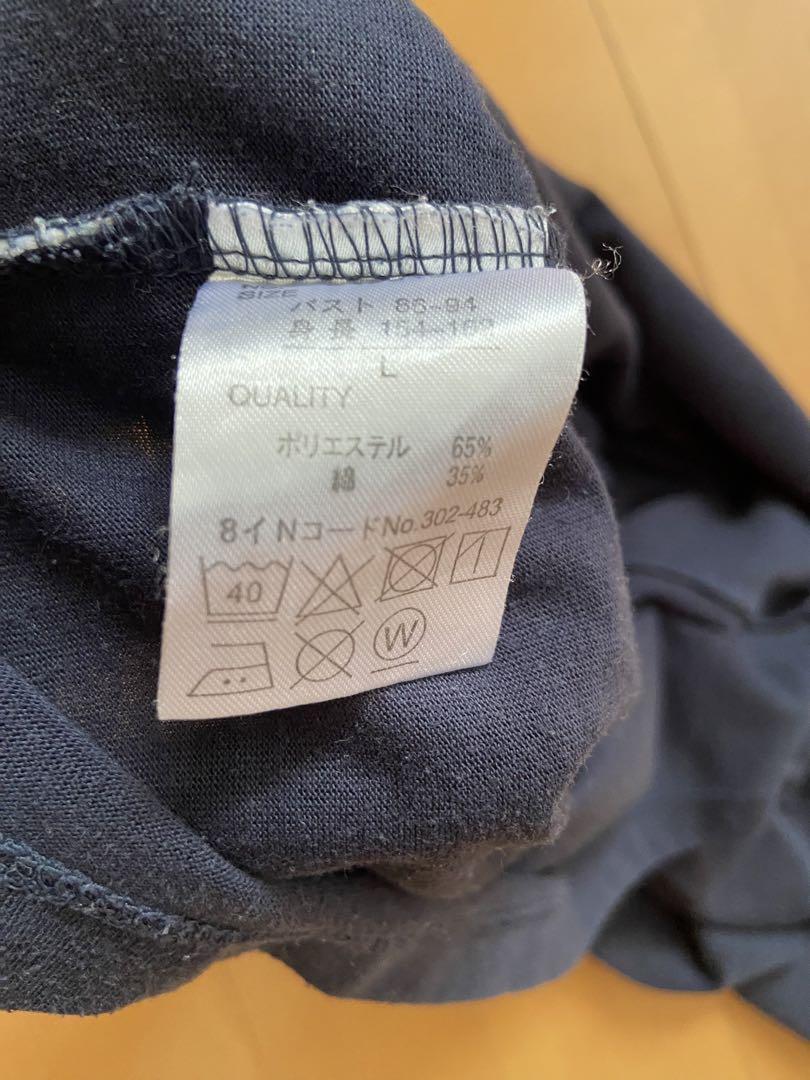 SIZE
バスト 86-94
身長 154-162
L
QUALITY
ポリエステル 65%
綿 35%
8イNコードNo.302-483
40
W